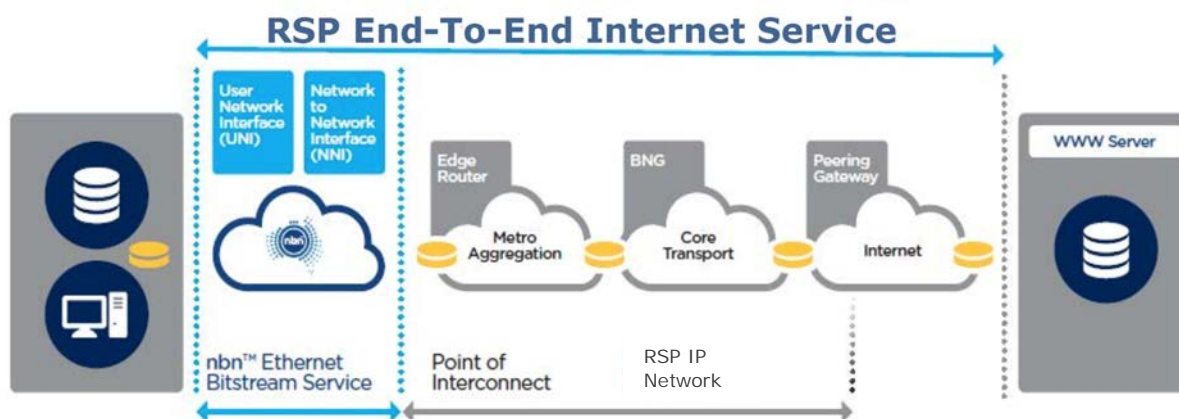 RSP End-To-End Internet Service
User
Network
Interface
(UNI)
Network
to
Network
Interface
(NNI)
Edge
Router
BNG
Peering
Gateway
WWW Server
nbn
Metro
Aggregation
Core
Transport
Internet
nbn™ Ethernet
Bitstream Service
Point of
Interconnect
RSP IP
Network